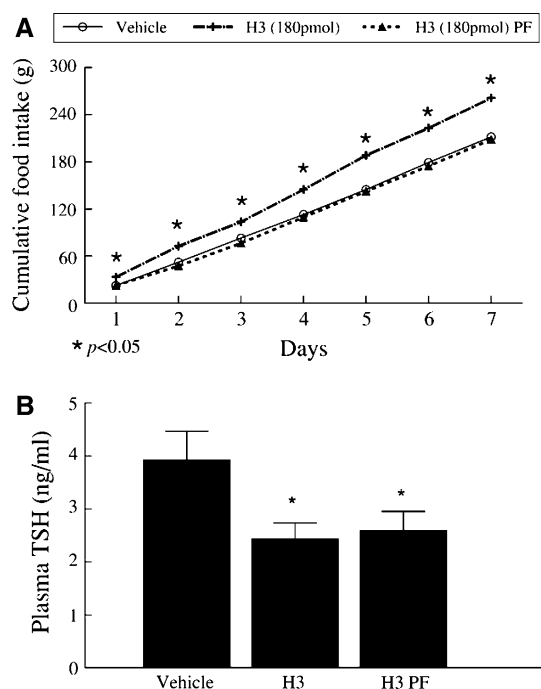 A
Vehicle H3 (180pmol) H3 (180pmol) PF
Cumulative food intake (g)
300
240
180
120
60
0
* * * * * * *
1 2 3 4 5 6 7
* p<0.05
Days
B
Plasma TSH (ng/ml)
5
4
3
2
1
0
* *
Vehicle H3 H3 PF